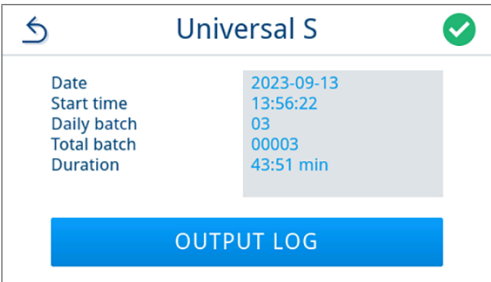 Universal S
Date 2023-09-13
Start time 13:56:22
Daily batch 03
Total batch 00003
Duration 43:51 min
OUTPUT LOG